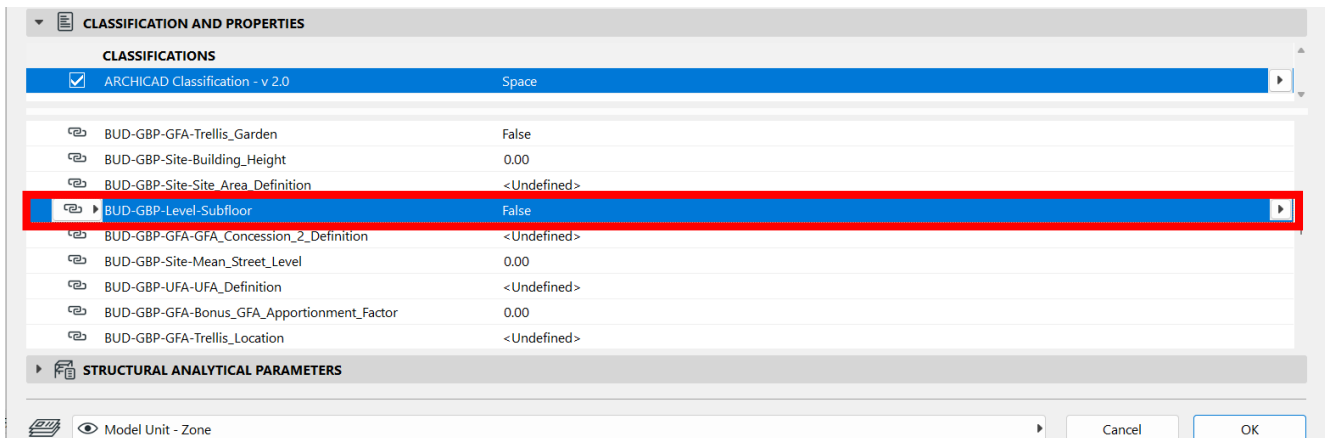 CLASSIFICATION AND PROPERTIES
CLASSIFICATIONS
ARCHICAD Classification - v 2.0 Space
BUD-GBP-GFA-Trellis_Garden False
BUD-GBP-Site-Building_Height 0.00
BUD-GBP-Site-Site_Area_Definition <Undefined>
BUD-GBP-Level-Subfloor False
BUD-GBP-GFA-GFA_Concession_2_Definition <Undefined>
BUD-GBP-Site-Mean_Street_Level 0.00
BUD-GBP-UFA-UFA_Definition <Undefined>
BUD-GBP-GFA-Bonus_GFA_Apportionment_Factor 0.00
BUD-GBP-GFA-Trellis_Location <Undefined>
STRUCTURAL ANALYTICAL PARAMETERS
Model Unit - Zone Cancel OK